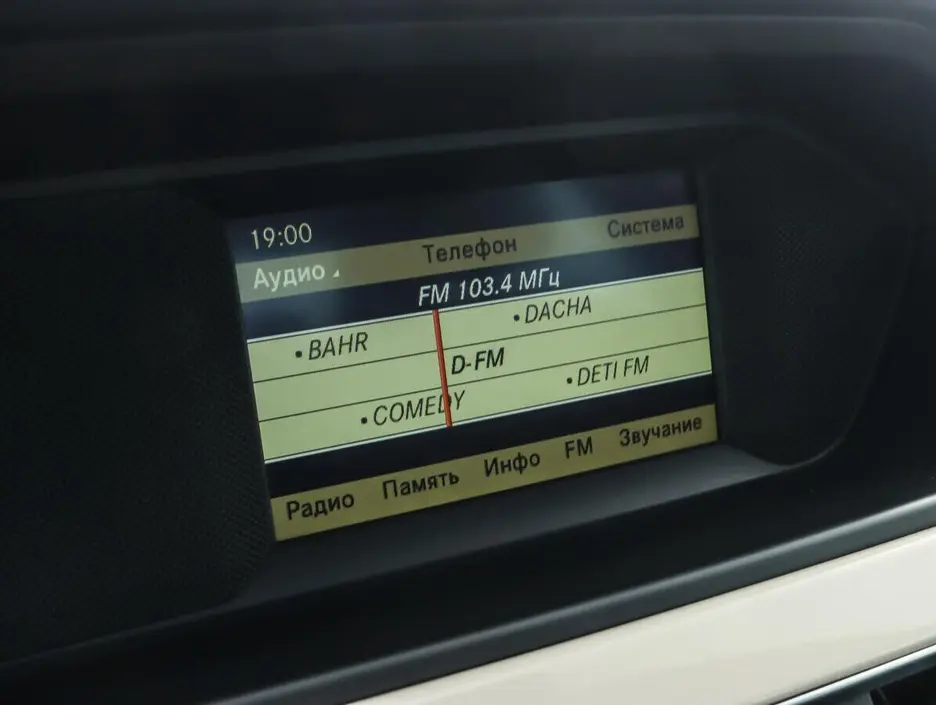 19:00
Аудио Телефон Система
FM 103.4 МГц
•DACHA
•BAHR
D-FM
•DETI FM
•COMEDY
Радио Память Инфо FM Звучание